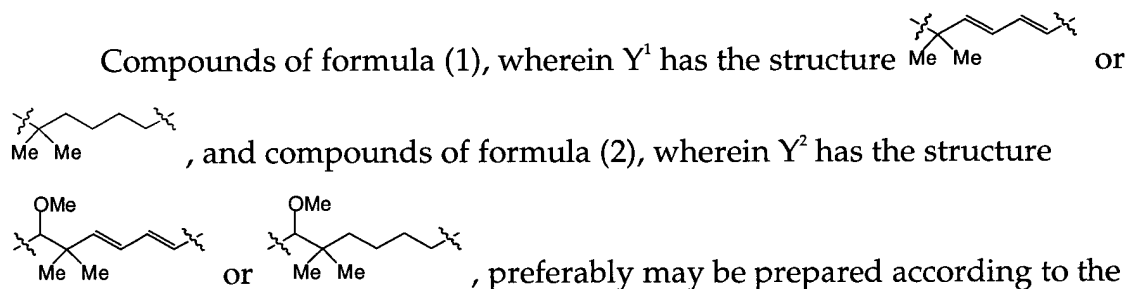 Compounds of formula (1), wherein Y¹ has the structure Me Me or
Me Me , and compounds of formula (2), wherein Y² has the structure
OMe Me Me or OMe Me Me , preferably may be prepared according to the